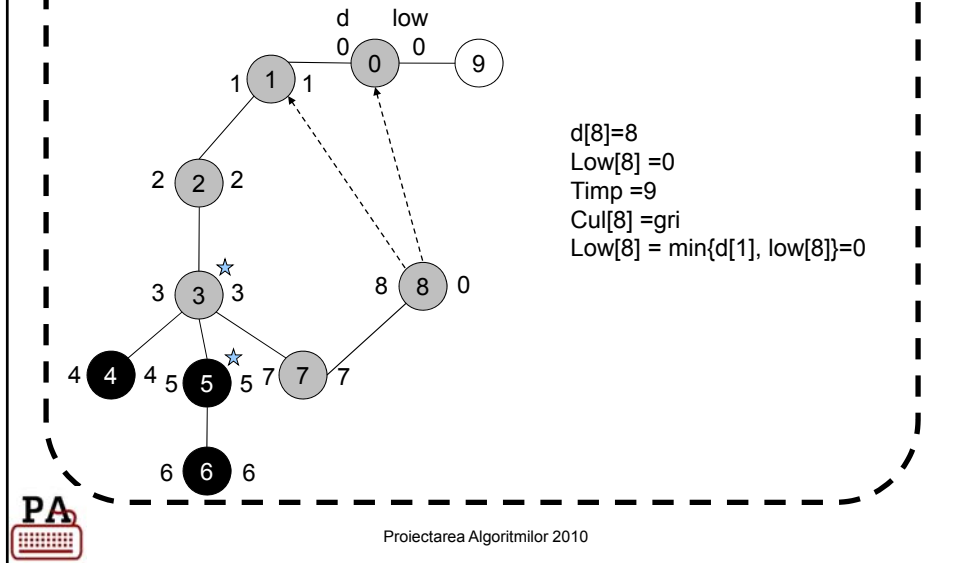 d low
0 0 0 9
1 1 1
d[8]=8
Low[8] =0
Timp =9
2 2 2
Cul[8] =gri
Low[8] = min{d[1], low[8]}=0
3 3 3
8 8 0
4 4 4 5 5 5 7 7 7
6 6 6
PA
Proiectarea Algoritmilor 2010